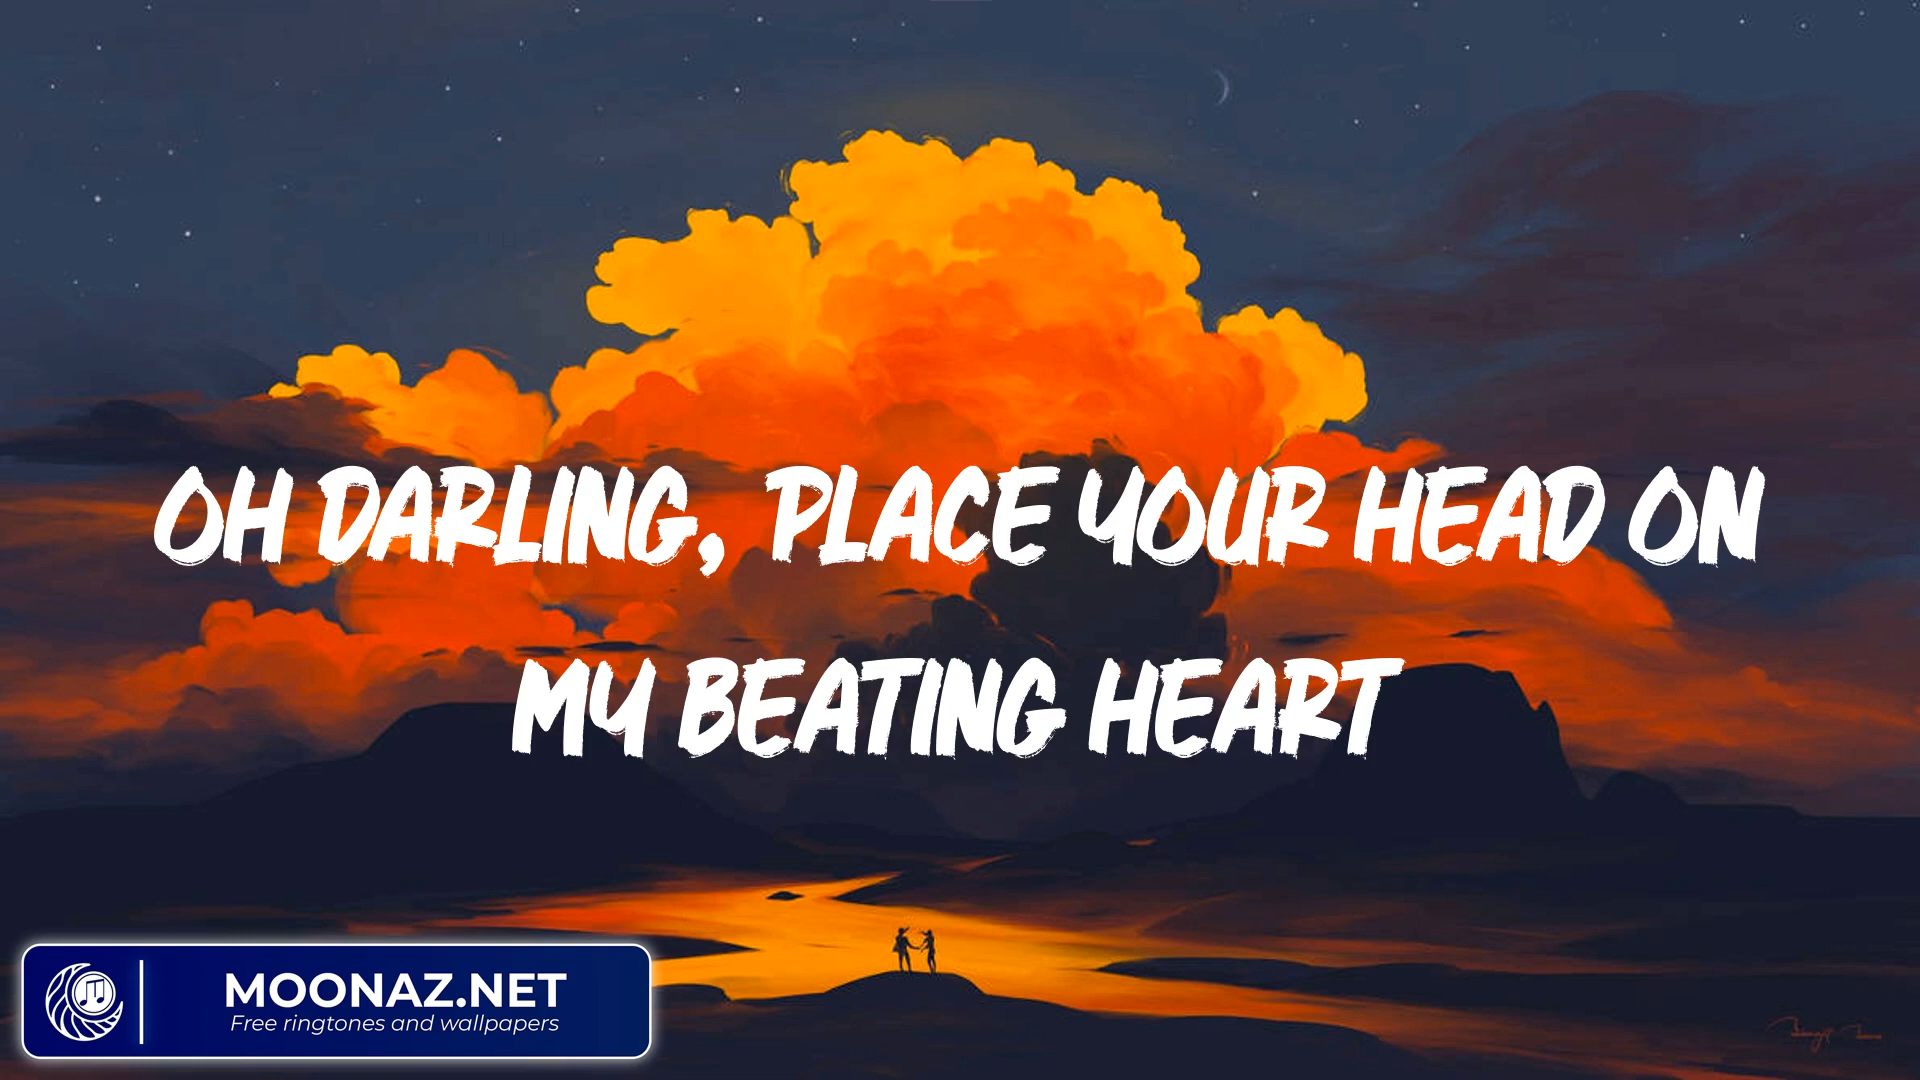 OH DARLING, PLACE YOUR HEAD ON
MY BEATING HEART
MOONAZ.NET
Free ringtones and wallpapers